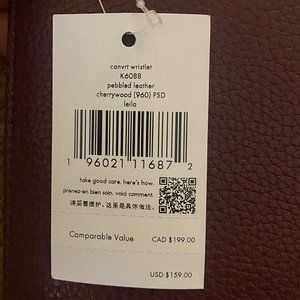 convrt wristlet
K6088
pebbled leather
cherrywood (960) PSD
leila
1 96021 11687 2
take good care. here's how.
prenez-en bien soin. void comment.
请妥善维护，这里是具体做法。
Comparable Value CAD $199.00
USD $159.00